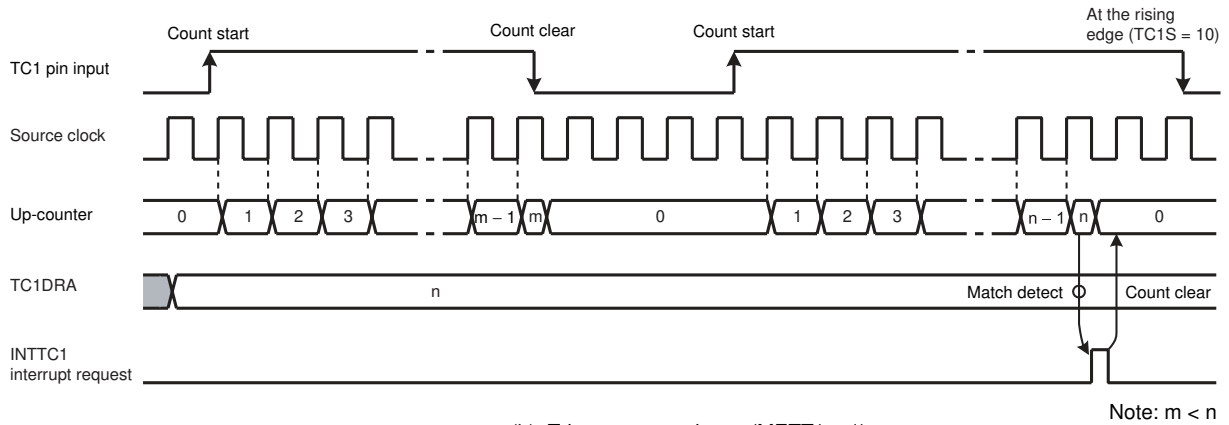 At the rising
edge (TC1S = 10)
Count start
Count clear
Count start
TC1 pin input
Source clock
Up-counter
0
1
2
3
m − 1
m
0
1
2
3
n − 1
n
0
TC1DRA
n
Match detect
Count clear
INTTC1
interrupt request
Note: m < n